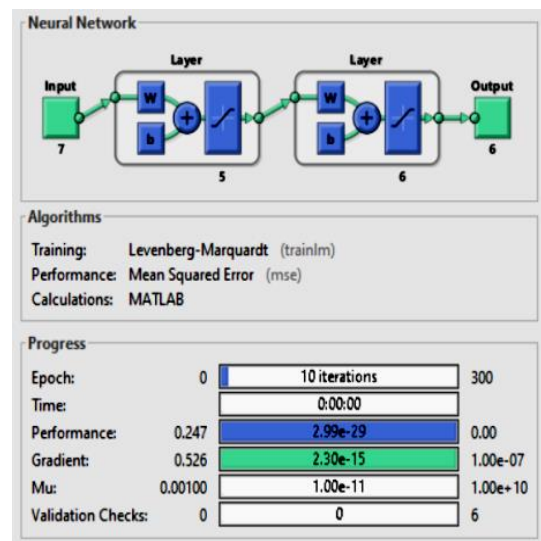 Neural Network
Layer Layer
Input Output
W W
+ +
b b
7 6
5 6
Algorithms
Training: Levenberg-Marquardt (trainlm)
Performance: Mean Squared Error (mse)
Calculations: MATLAB
Progress
Epoch: 0 10 iterations 300
Time: 0:00:00
Performance: 0.247 2.99e-29 0.00
Gradient: 0.526 2.30e-15 1.00e-07
Mu: 0.00100 1.00e-11 1.00e+10
Validation Checks: 0 0 6